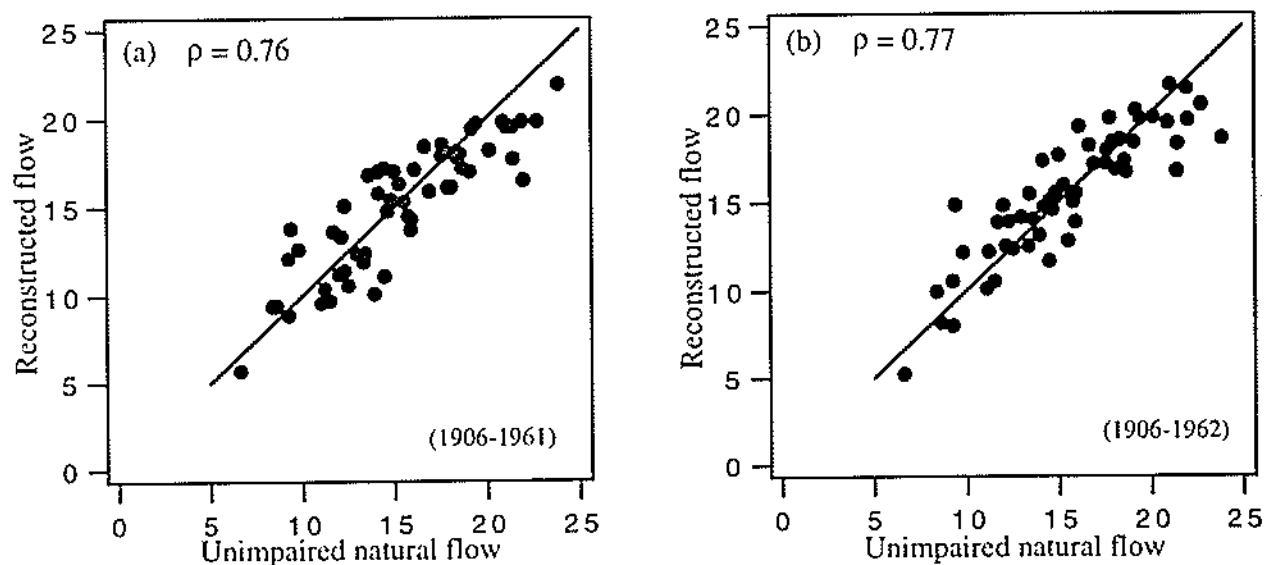 (a) ρ = 0.76
25
20
15
10
5
0
Reconstructed flow
(1906-1961)
0 5 10 15 20 25
Unimpaired natural flow
(b) ρ = 0.77
25
20
15
10
5
0
Reconstructed flow
(1906-1962)
0 5 10 15 20 25
Unimpaired natural flow